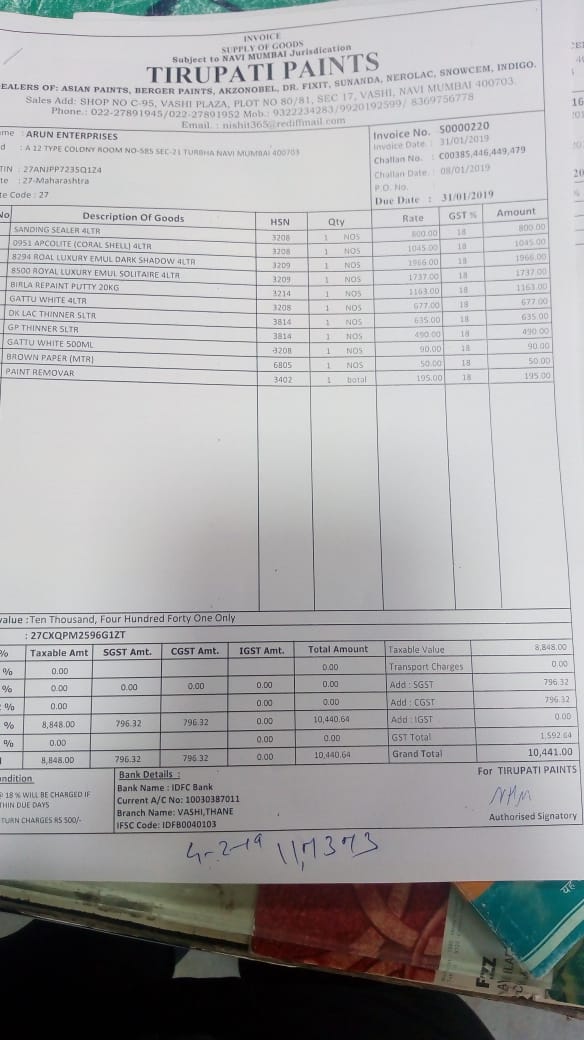 INVOICE
SUPPLY OF GOODS
Subject to NAVI MUMBAI Jurisdication
TIRUPATI PAINTS
EALERS OF: ASIAN PAINTS, BERGER PAINTS, AKZONOBEL, DR. FIXIT, SUNANDA, NEROLAC, SNOWCEM, INDIGO.
Sales Add: SHOP NO C-95, VASHI PLAZA, PLOT NO 80/81, SEC 17, VASHI, NAVI MUMBAI 400703.
Phone.: 022-27891945/022-27891952 Mob.: 9322234283/9920192599/ 8369756778
Email. : nishit365@rediffmail.com
me : ARUN ENTERPRISES
d : A 12 TYPE COLONY ROOM NO-585 SEC-21 TURBHA NAVI MUMBAI 400703
TIN : 27ANJPP7235Q1Z4
te : 27-Maharashtra
te Code : 27
Invoice No. S0000220
Invoice Date. : 31/01/2019
Challan No. : C00385,446,449,479
Challan Date. : 08/01/2019
P.O. No.
Due Date : 31/01/2019
No Description Of Goods HSN Qty Rate GST % Amount
SANDING SEALER 4LTR 3208 1 NOS 800.00 18 800.00
0951 APCOLITE (CORAL SHELL) 4LTR 3208 1 NOS 1045.00 18 1045.00
8294 ROAL LUXURY EMUL DARK SHADOW 4LTR 3209 1 NOS 1966.00 18 1966.00
8500 ROYAL LUXURY EMUL SOLITAIRE 4LTR 3209 1 NOS 1737.00 18 1737.00
BIRLA REPAINT PUTTY 20KG 3214 1 NOS 1163.00 18 1163.00
GATTU WHITE 4LTR 3208 1 NOS 677.00 18 677.00
DK LAC THINNER 5LTR 3814 1 NOS 635.00 18 635.00
GP THINNER 5LTR 3814 1 NOS 490.00 18 490.00
GATTU WHITE 500ML 3208 1 NOS 90.00 18 90.00
BROWN PAPER (MTR) 6805 1 NOS 50.00 18 50.00
PAINT REMOVAR 3402 1 botal 195.00 18 195.00
value : Ten Thousand, Four Hundred Forty One Only
: 27CXQPM2596G1ZT
% Taxable Amt SGST Amt. CGST Amt. IGST Amt. Total Amount Taxable Value 8,848.00
% 0.00 0.00 Transport Charges 0.00
% 0.00 0.00 0.00 0.00 0.00 Add : SGST 796.32
% 0.00 0.00 0.00 Add : CGST 796.32
% 8,848.00 796.32 796.32 0.00 10,440.64 Add : IGST 0.00
% 0.00 0.00 0.00 GST Total 1,592.64
8,848.00 796.32 796.32 0.00 10,440.64 Grand Total 10,441.00
ndition
@ 18 % WILL BE CHARGED IF
THIN DUE DAYS
TURN CHARGES RS 500/-
Bank Details :
Bank Name : IDFC Bank
Current A/C No: 10030387011
Branch Name: VASHI,THANE
IFSC Code: IDFB0040103
For TIRUPATI PAINTS
Authorised Signatory
4-2-19
FZZ